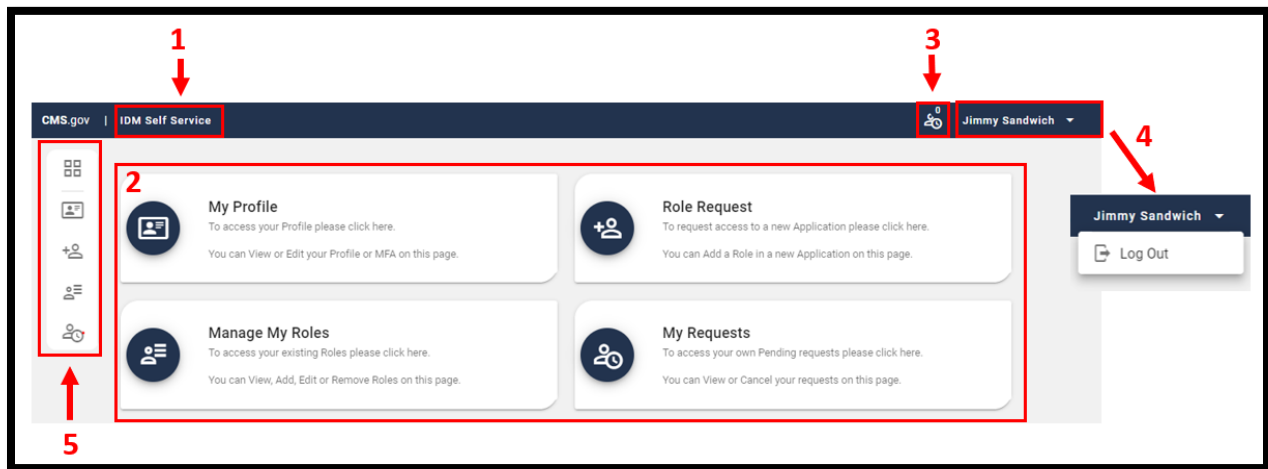 1
3
CMS.gov | IDM Self Service
0
Jimmy Sandwich
4
2
My Profile
To access your Profile please click here.
You can View or Edit your Profile or MFA on this page.
Role Request
To request access to a new Application please click here.
You can Add a Role in a new Application on this page.
Jimmy Sandwich
Log Out
Manage My Roles
To access your existing Roles please click here.
You can View, Add, Edit or Remove Roles on this page.
My Requests
To access your own Pending requests please click here.
You can View or Cancel your requests on this page.
5